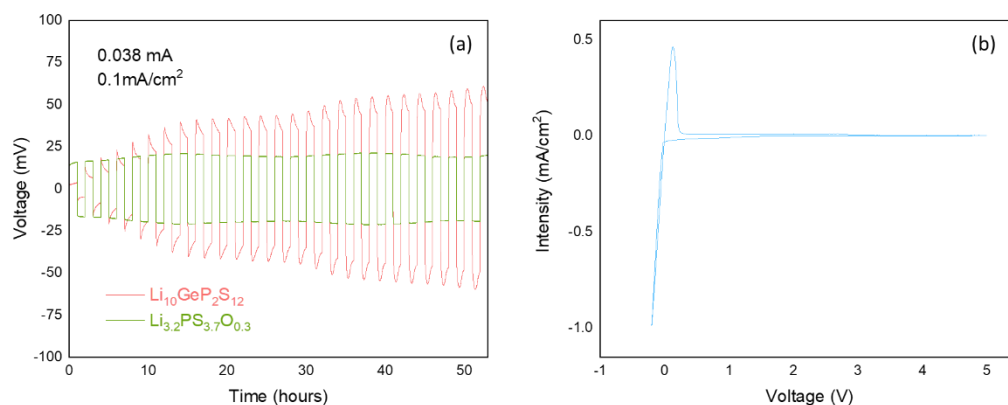 (a)
0.038 mA
0.1mA/cm²
100
75
50
25
0
-25
-50
-75
-100
Voltage (mV)
Li₁₀GeP₂S₁₂
Li₃.₂PS₃.₇O₀.₃
0 10 20 30 40 50
Time (hours)
(b)
0.5
0.0
-0.5
-1.0
Intensity (mA/cm²)
-1 0 1 2 3 4 5
Voltage (V)